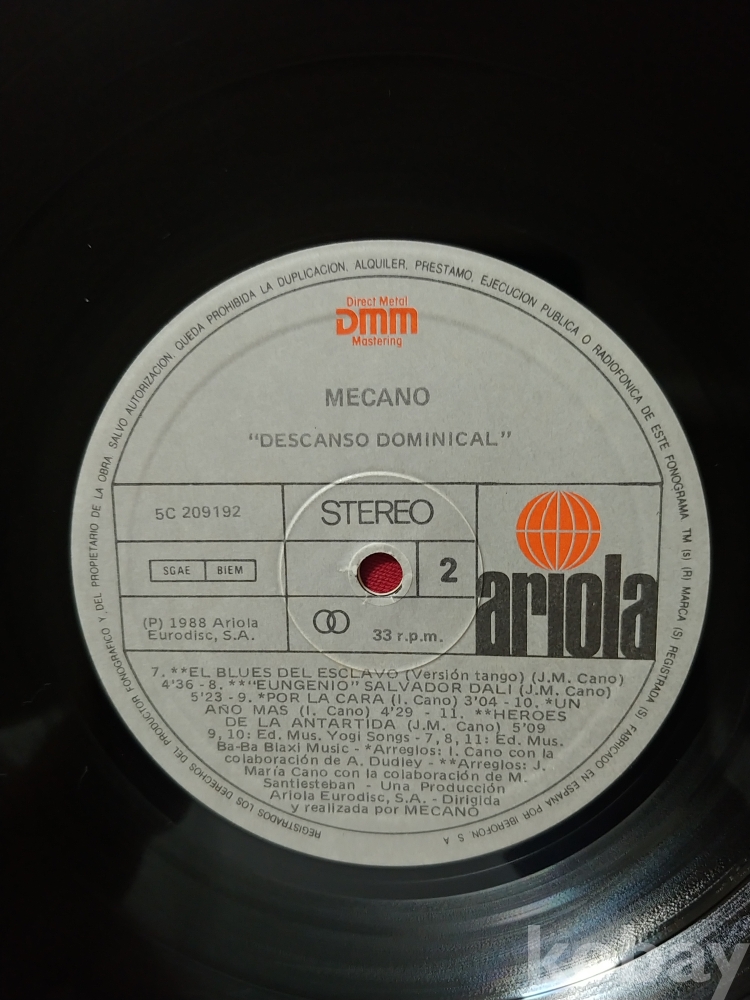 REGISTRADOS LOS DERECHOS DEL PRODUCTOR FONOGRAFICO Y DEL PROPIETARIO DE LA OBRA SALVO AUTORIZACION. QUEDA PROHIBIDA LA DUPLICACION, ALQUILER, PRESTAMO, EJECUCION PUBLICA O RADIOFONICA DE ESTE FONOGRAMA TM (s) (R) MARCA (S) REGISTRADA (S) FABRICADO EN ESPAÑA POR IBEROFON S A
Direct Metal
DMM
Mastering
MECANO
"DESCANSO DOMINICAL"
5C 209192
STEREO
SGAE BIEM
2
ariola
(P) 1988 Ariola
Eurodisc, S.A.
33 r.p.m.
7. **EL BLUES DEL ESCLAVO (Versión tango) (J.M. Cano)
4'36 - 8. **"EUNGENIO" SALVADOR DALI (J.M. Cano)
5'23 - 9. *POR LA CARA (I. Cano) 3'04 - 10. *UN
AÑO MAS (I. Cano) 4'29 - 11. **HEROES
DE LA ANTARTIDA (J.M. Cano) 5'09
9, 10: Ed. Mus. Yogi Songs - 7, 8, 11: Ed. Mus.
Ba-Ba Blaxi Music - *Arreglos: I. Cano con la
colaboración de A. Dudley - **Arreglos: J.
María Cano con la colaboración de M.
Santiesteban - Una Producción
Ariola Eurodisc, S.A. - Dirigida
y realizada por MECANO
kobay